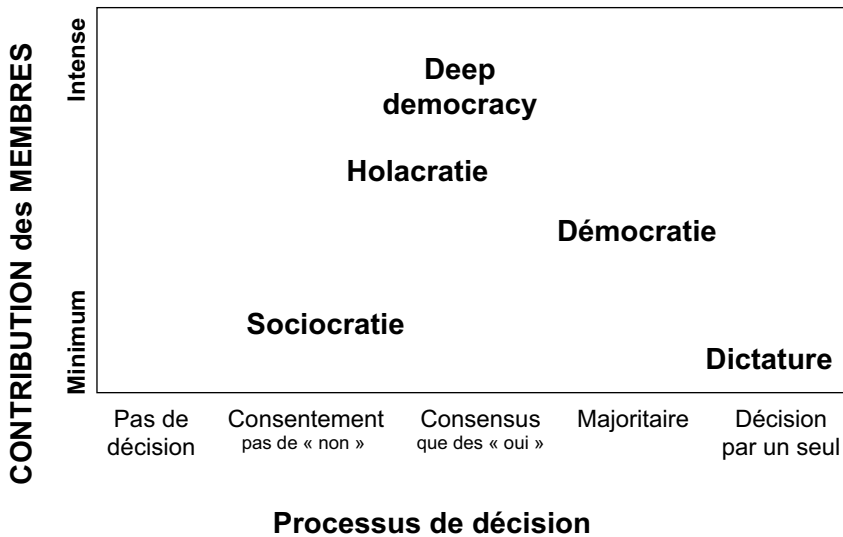 CONTRIBUTION des MEMBRES
Intense
Minimum
Deep
democracy
Holacratie
Démocratie
Sociocratie
Dictature
Pas de
décision
Consentement
pas de « non »
Consensus
que des « oui »
Majoritaire
Décision
par un seul
Processus de décision